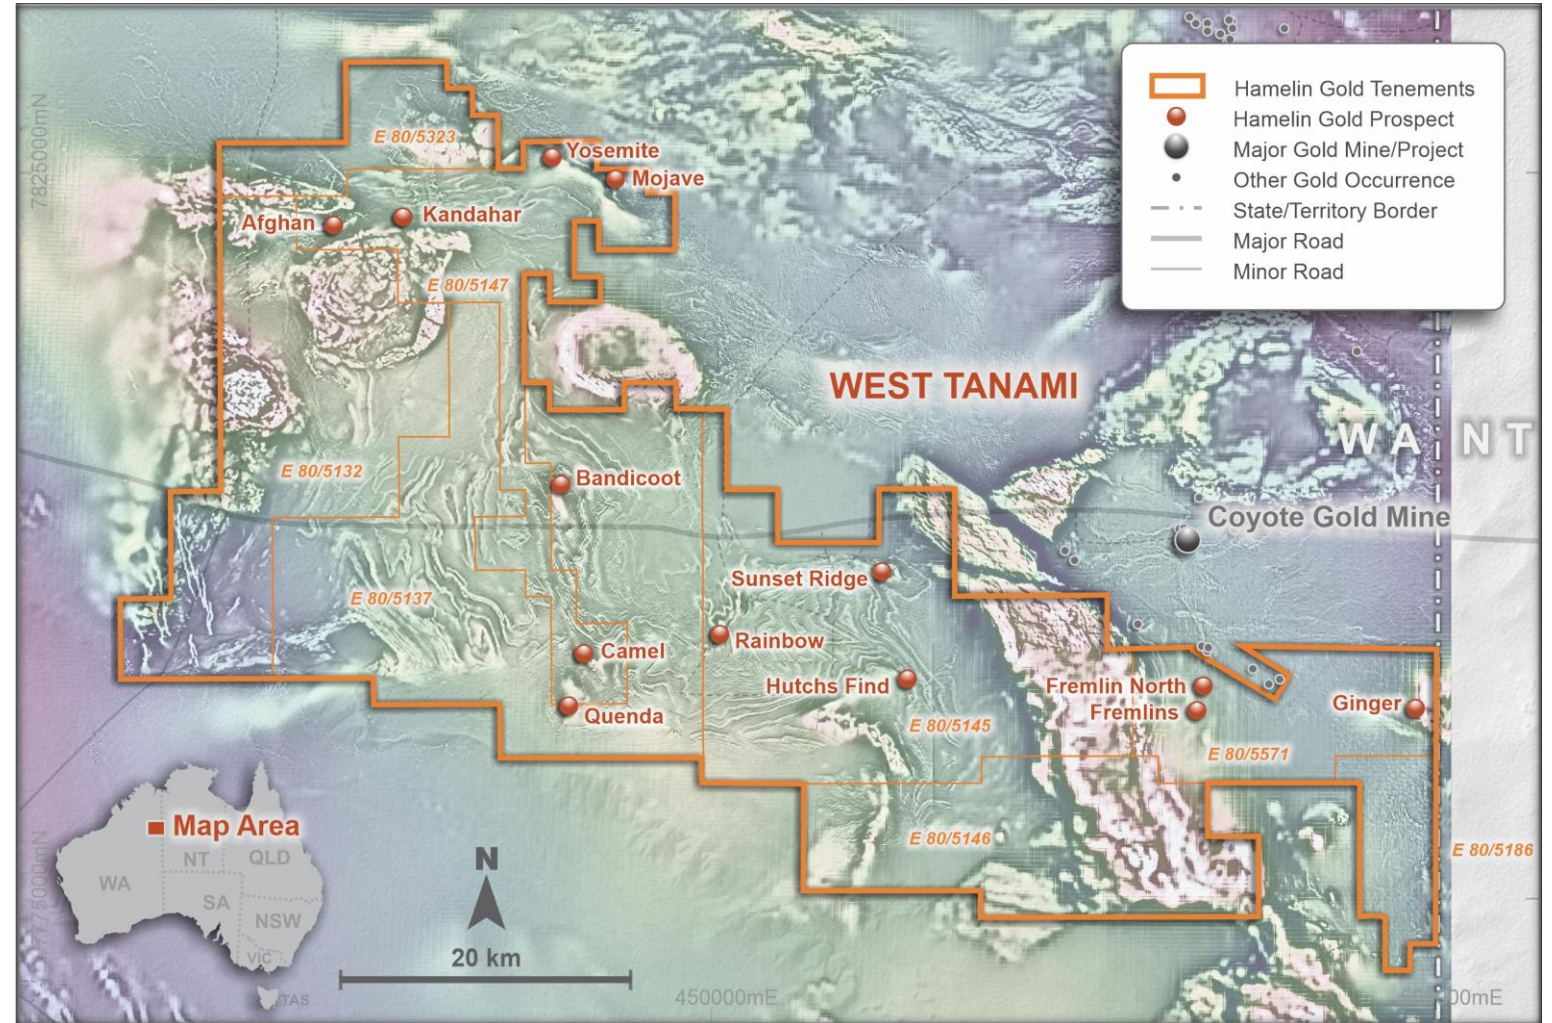 Hamelin Gold Tenements
Hamelin Gold Prospect
Major Gold Mine/Project
Other Gold Occurrence
State/Territory Border
Major Road
Minor Road
7825000mN
E 80/5323
Yosemite
Mojave
Afghan
Kandahar
E 80/5147
WEST TANAMI
WA
NT
E 80/5132
Bandicoot
Coyote Gold Mine
Sunset Ridge
E 80/5137
Rainbow
Camel
Hutchs Find
Fremlin North
Fremlins
Ginger
Quenda
E 80/5145
E 80/5571
E 80/5146
E 80/5186
Map Area
NT
QLD
WA
SA
NSW
VIC
TAS
N
20 km
7775000mN
450000mE